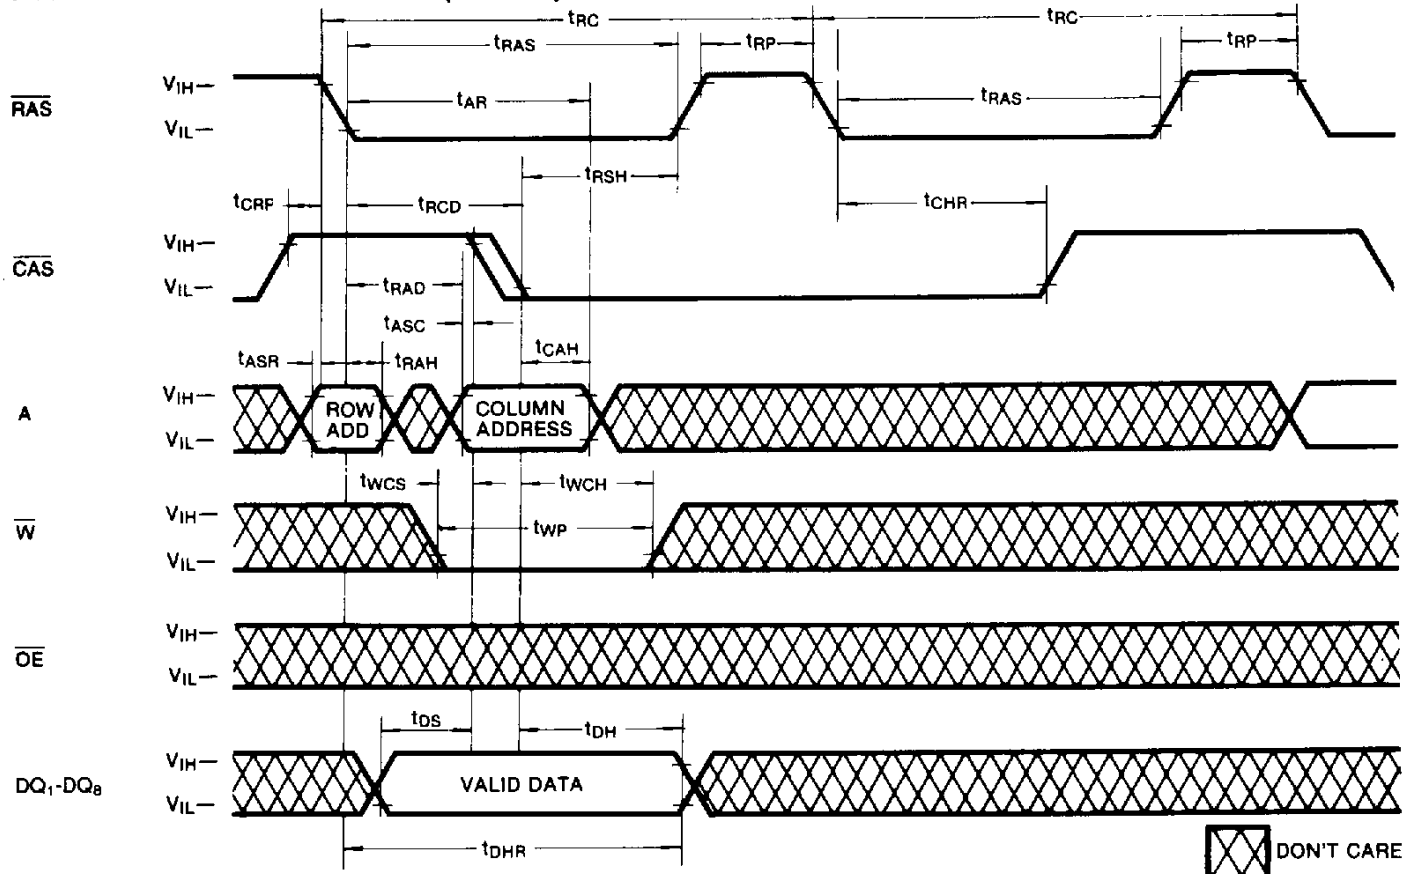 tRC
tRC
tRAS
tRP
tRP
tAR
tRAS
RAS
VIH
VIL
tRSH
tCRP
tRCD
tCHR
CAS
VIH
VIL
tRAD
tASC
tASR
tRAH
tCAH
A
VIH
VIL
ROW
ADD
COLUMN
ADDRESS
tWCS
tWCH
W
VIH
VIL
tWP
OE
VIH
VIL
tDS
tDH
DQ1-DQ8
VIH
VIL
VALID DATA
tDHR
DON'T CARE